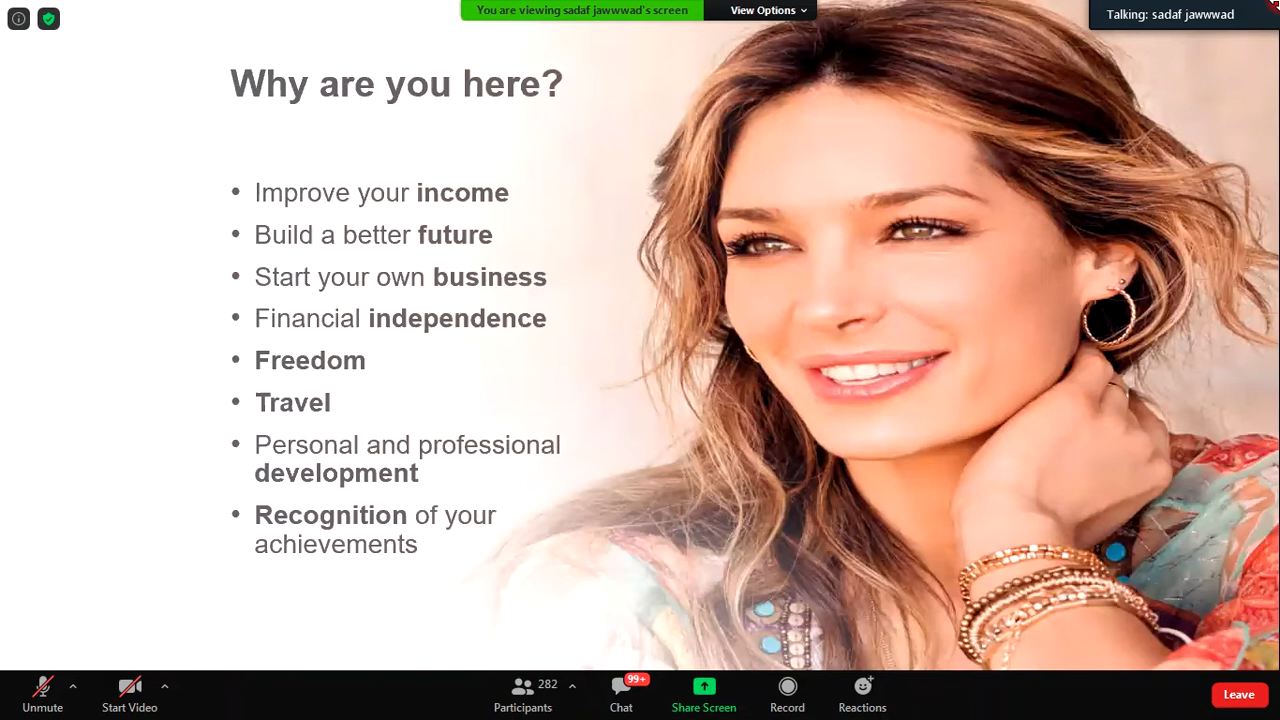 You are viewing sadaf jawwwad's screen
View Options
Talking: sadaf jawwwad
Why are you here?
• Improve your income
• Build a better future
• Start your own business
• Financial independence
• Freedom
• Travel
• Personal and professional
development
• Recognition of your
achievements
282
99+
Unmute
Start Video
Participants
Chat
Share Screen
Record
Reactions
Leave